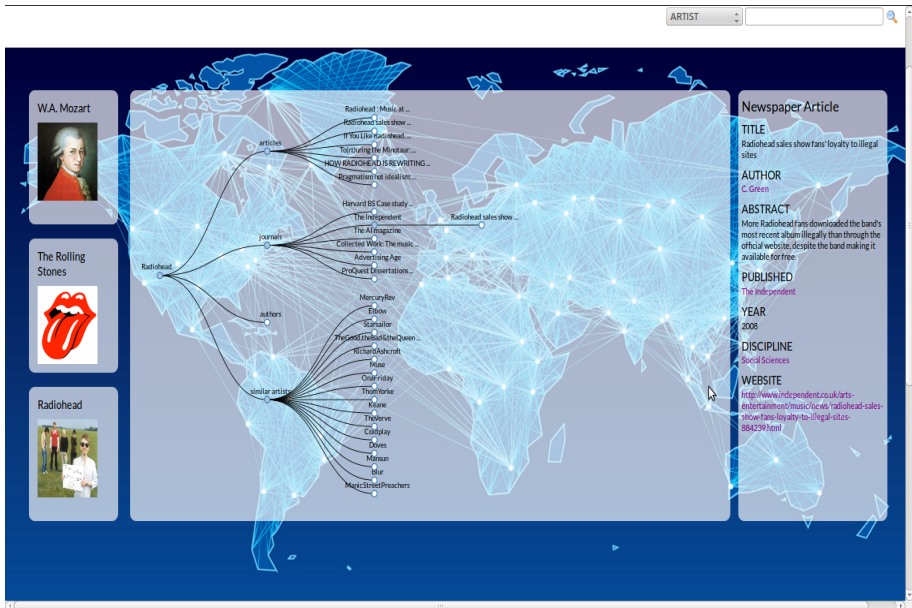 ARTIST
W.A. Mozart
The Rolling
Stones
Radiohead
Radiohead
articles
Radiohead : Music at ...
Radiohead sales show ...
If You Like Radiohead, ...
To(rt)uring the Minotaur: ...
HOW RADIOHEAD IS REWRITING ...
Pragmatism not idealism: ...
journals
Harvard BS Case study ...
The Independent
Radiohead sales show ...
The AI magazine
Collected Work: The music ...
Advertising Age
ProQuest Dissertations ...
authors
similar artists
MercuryRev
Elbow
Starsailor
TheGood,theBad&theQueen ...
RichardAshcroft
Muse
OnaFriday
ThomYorke
Keane
TheVerve
Coldplay
Doves
Mansun
Blur
ManicStreetPreachers
Newspaper Article
TITLE
Radiohead sales show fans' loyalty to illegal
sites
AUTHOR
C. Green
ABSTRACT
More Radiohead fans downloaded the band's
most recent album illegally than through the
official website, despite the band making it
available for free.
PUBLISHED
The Independent
YEAR
2008
DISCIPLINE
Social Sciences
WEBSITE
http://www.independent.co.uk/arts-
entertainment/music/news/radiohead-sales-
show-fans-loyalty-to-illegal-sites-
884239.html